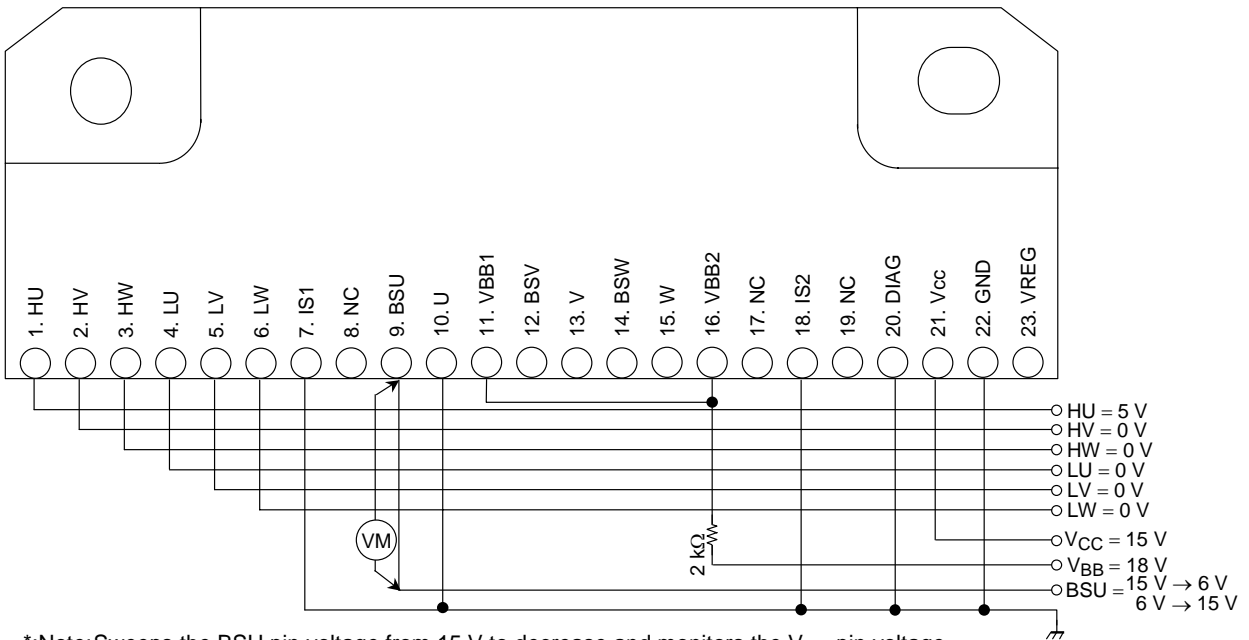 1. HU
2. HV
3. HW
4. LU
5. LV
6. LW
7. IS1
8. NC
9. BSU
10. U
11. VBB1
12. BSV
13. V
14. BSW
15. W
16. VBB2
17. NC
18. IS2
19. NC
20. DIAG
21. Vcc
22. GND
23. VREG
HU = 5 V
HV = 0 V
HW = 0 V
LU = 0 V
LV = 0 V
LW = 0 V
VM
2 kΩ
VCC = 15 V
VBB = 18 V
BSU = 15 V → 6 V
6 V → 15 V
*:Note:Sweeps the BSU pin voltage from 15 V to decrease and monitors the V pin voltage